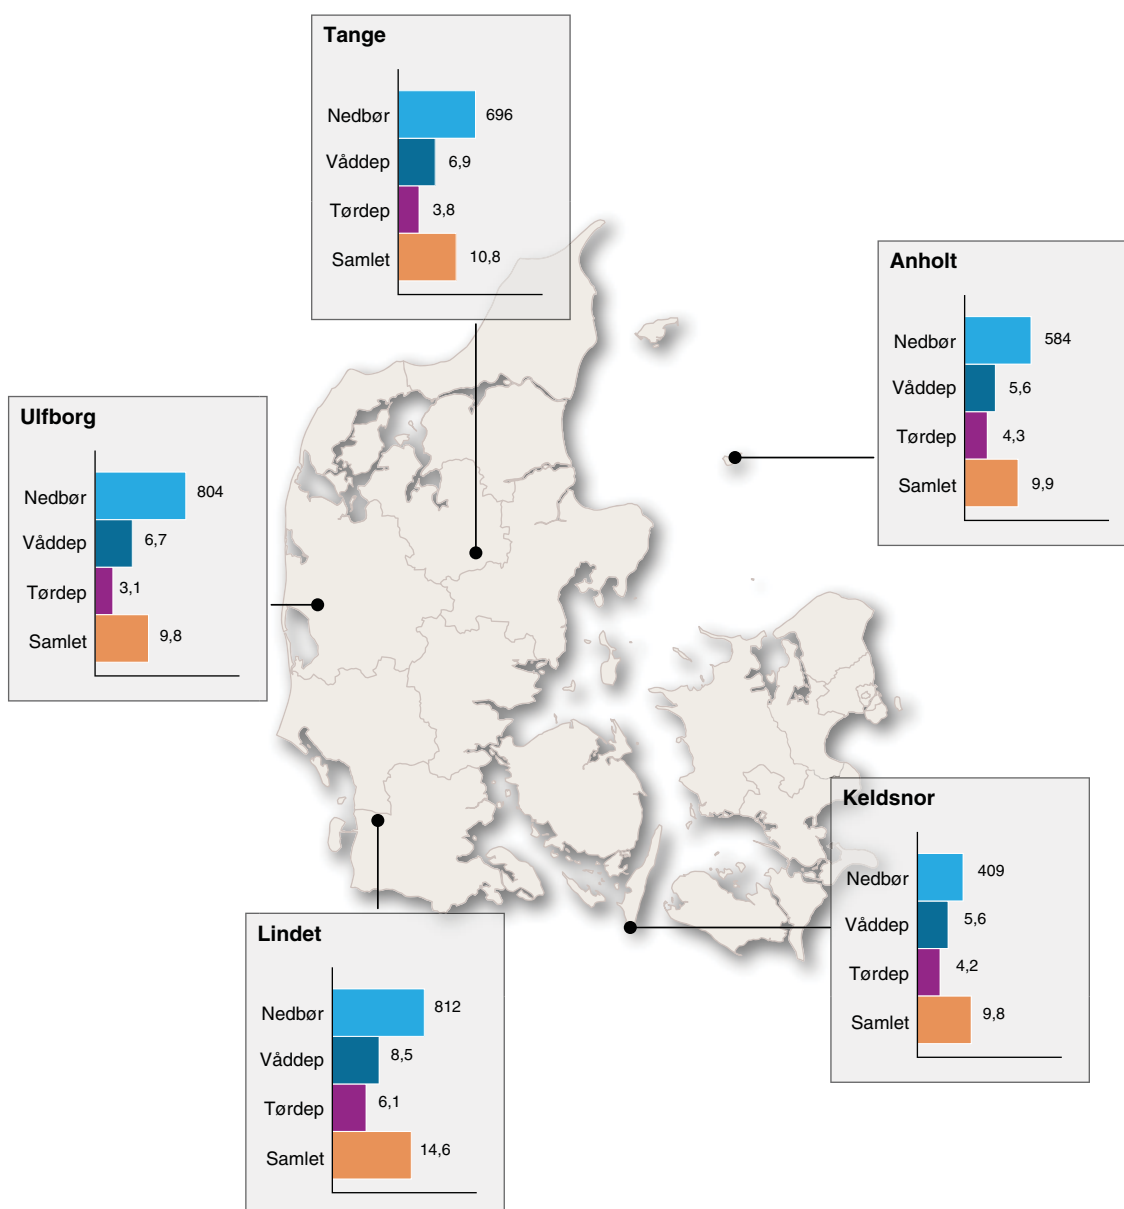 Tange
Nedbør 696
Våddep 6,9
Tørdep 3,8
Samlet 10,8
Anholt
Nedbør 584
Våddep 5,6
Tørdep 4,3
Samlet 9,9
Ulfborg
Nedbør 804
Våddep 6,7
Tørdep 3,1
Samlet 9,8
Keldsnor
Nedbør 409
Våddep 5,6
Tørdep 4,2
Samlet 9,8
Lindet
Nedbør 812
Våddep 8,5
Tørdep 6,1
Samlet 14,6